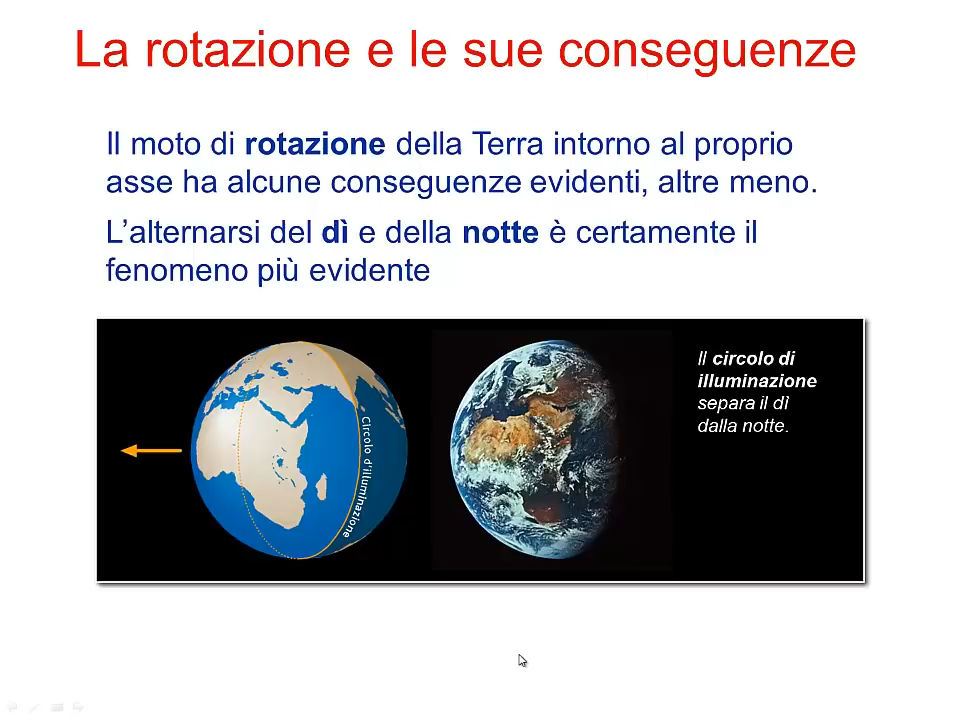 La rotazione e le sue conseguenze
Il moto di rotazione della Terra intorno al proprio
asse ha alcune conseguenze evidenti, altre meno.
L’alternarsi del dì e della notte è certamente il
fenomeno più evidente
Circolo d'illuminazione
Il circolo di
illuminazione
separa il dì
dalla notte.